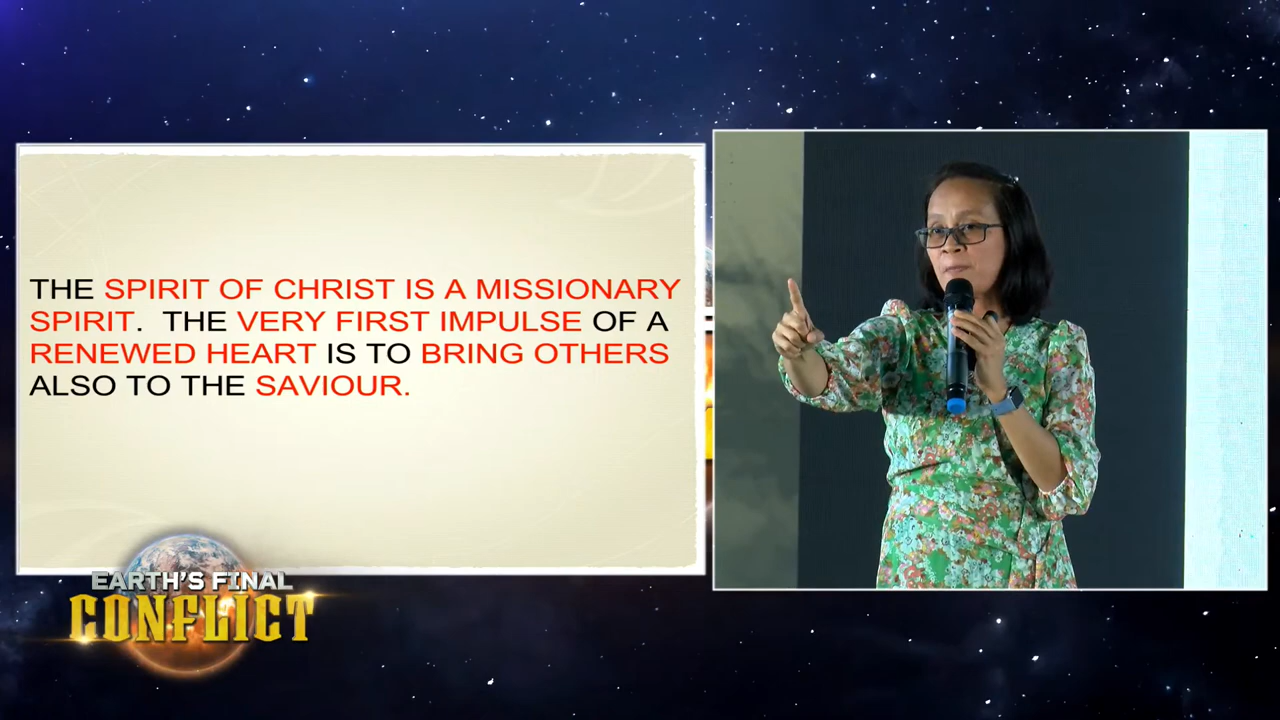 THE SPIRIT OF CHRIST IS A MISSIONARY
SPIRIT.  THE VERY FIRST IMPULSE OF A
RENEWED HEART IS TO BRING OTHERS
ALSO TO THE SAVIOUR.
EARTH'S FINAL
CONFLICT